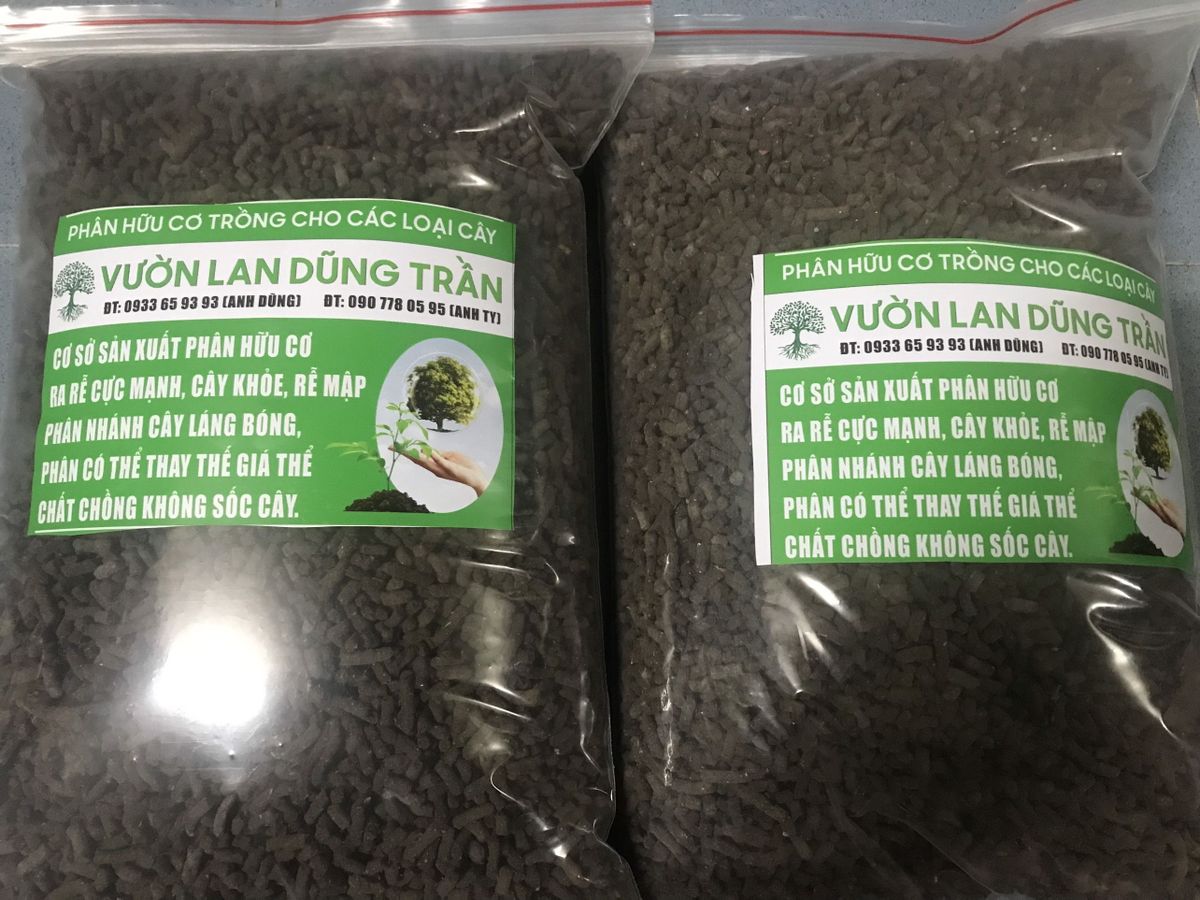 PHÂN HỮU CƠ TRỒNG CHO CÁC LOẠI CÂY
VƯỜN LAN DŨNG TRẦN
ĐT: 0933 65 93 93 (ANH DŨNG) ĐT: 090 778 05 95 (ANH TY)
CƠ SỞ SẢN XUẤT PHÂN HỮU CƠ
RA RỄ CỰC MẠNH, CÂY KHỎE, RỄ MẬP
PHÂN NHÁNH CÂY LÁNG BÓNG,
PHÂN CÓ THỂ THAY THẾ GIÁ THỂ
CHẤT CHỒNG KHÔNG SỐC CÂY.
PHÂN HỮU CƠ TRỒNG CHO CÁC LOẠI CÂY
VƯỜN LAN DŨNG TRẦN
ĐT: 0933 65 93 93 (ANH DŨNG) ĐT: 090 778 05 95 (ANH TY)
CƠ SỞ SẢN XUẤT PHÂN HỮU CƠ
RA RỄ CỰC MẠNH, CÂY KHỎE, RỄ MẬP
PHÂN NHÁNH CÂY LÁNG BÓNG,
PHÂN CÓ THỂ THAY THẾ GIÁ THỂ
CHẤT CHỒNG KHÔNG SỐC CÂY.